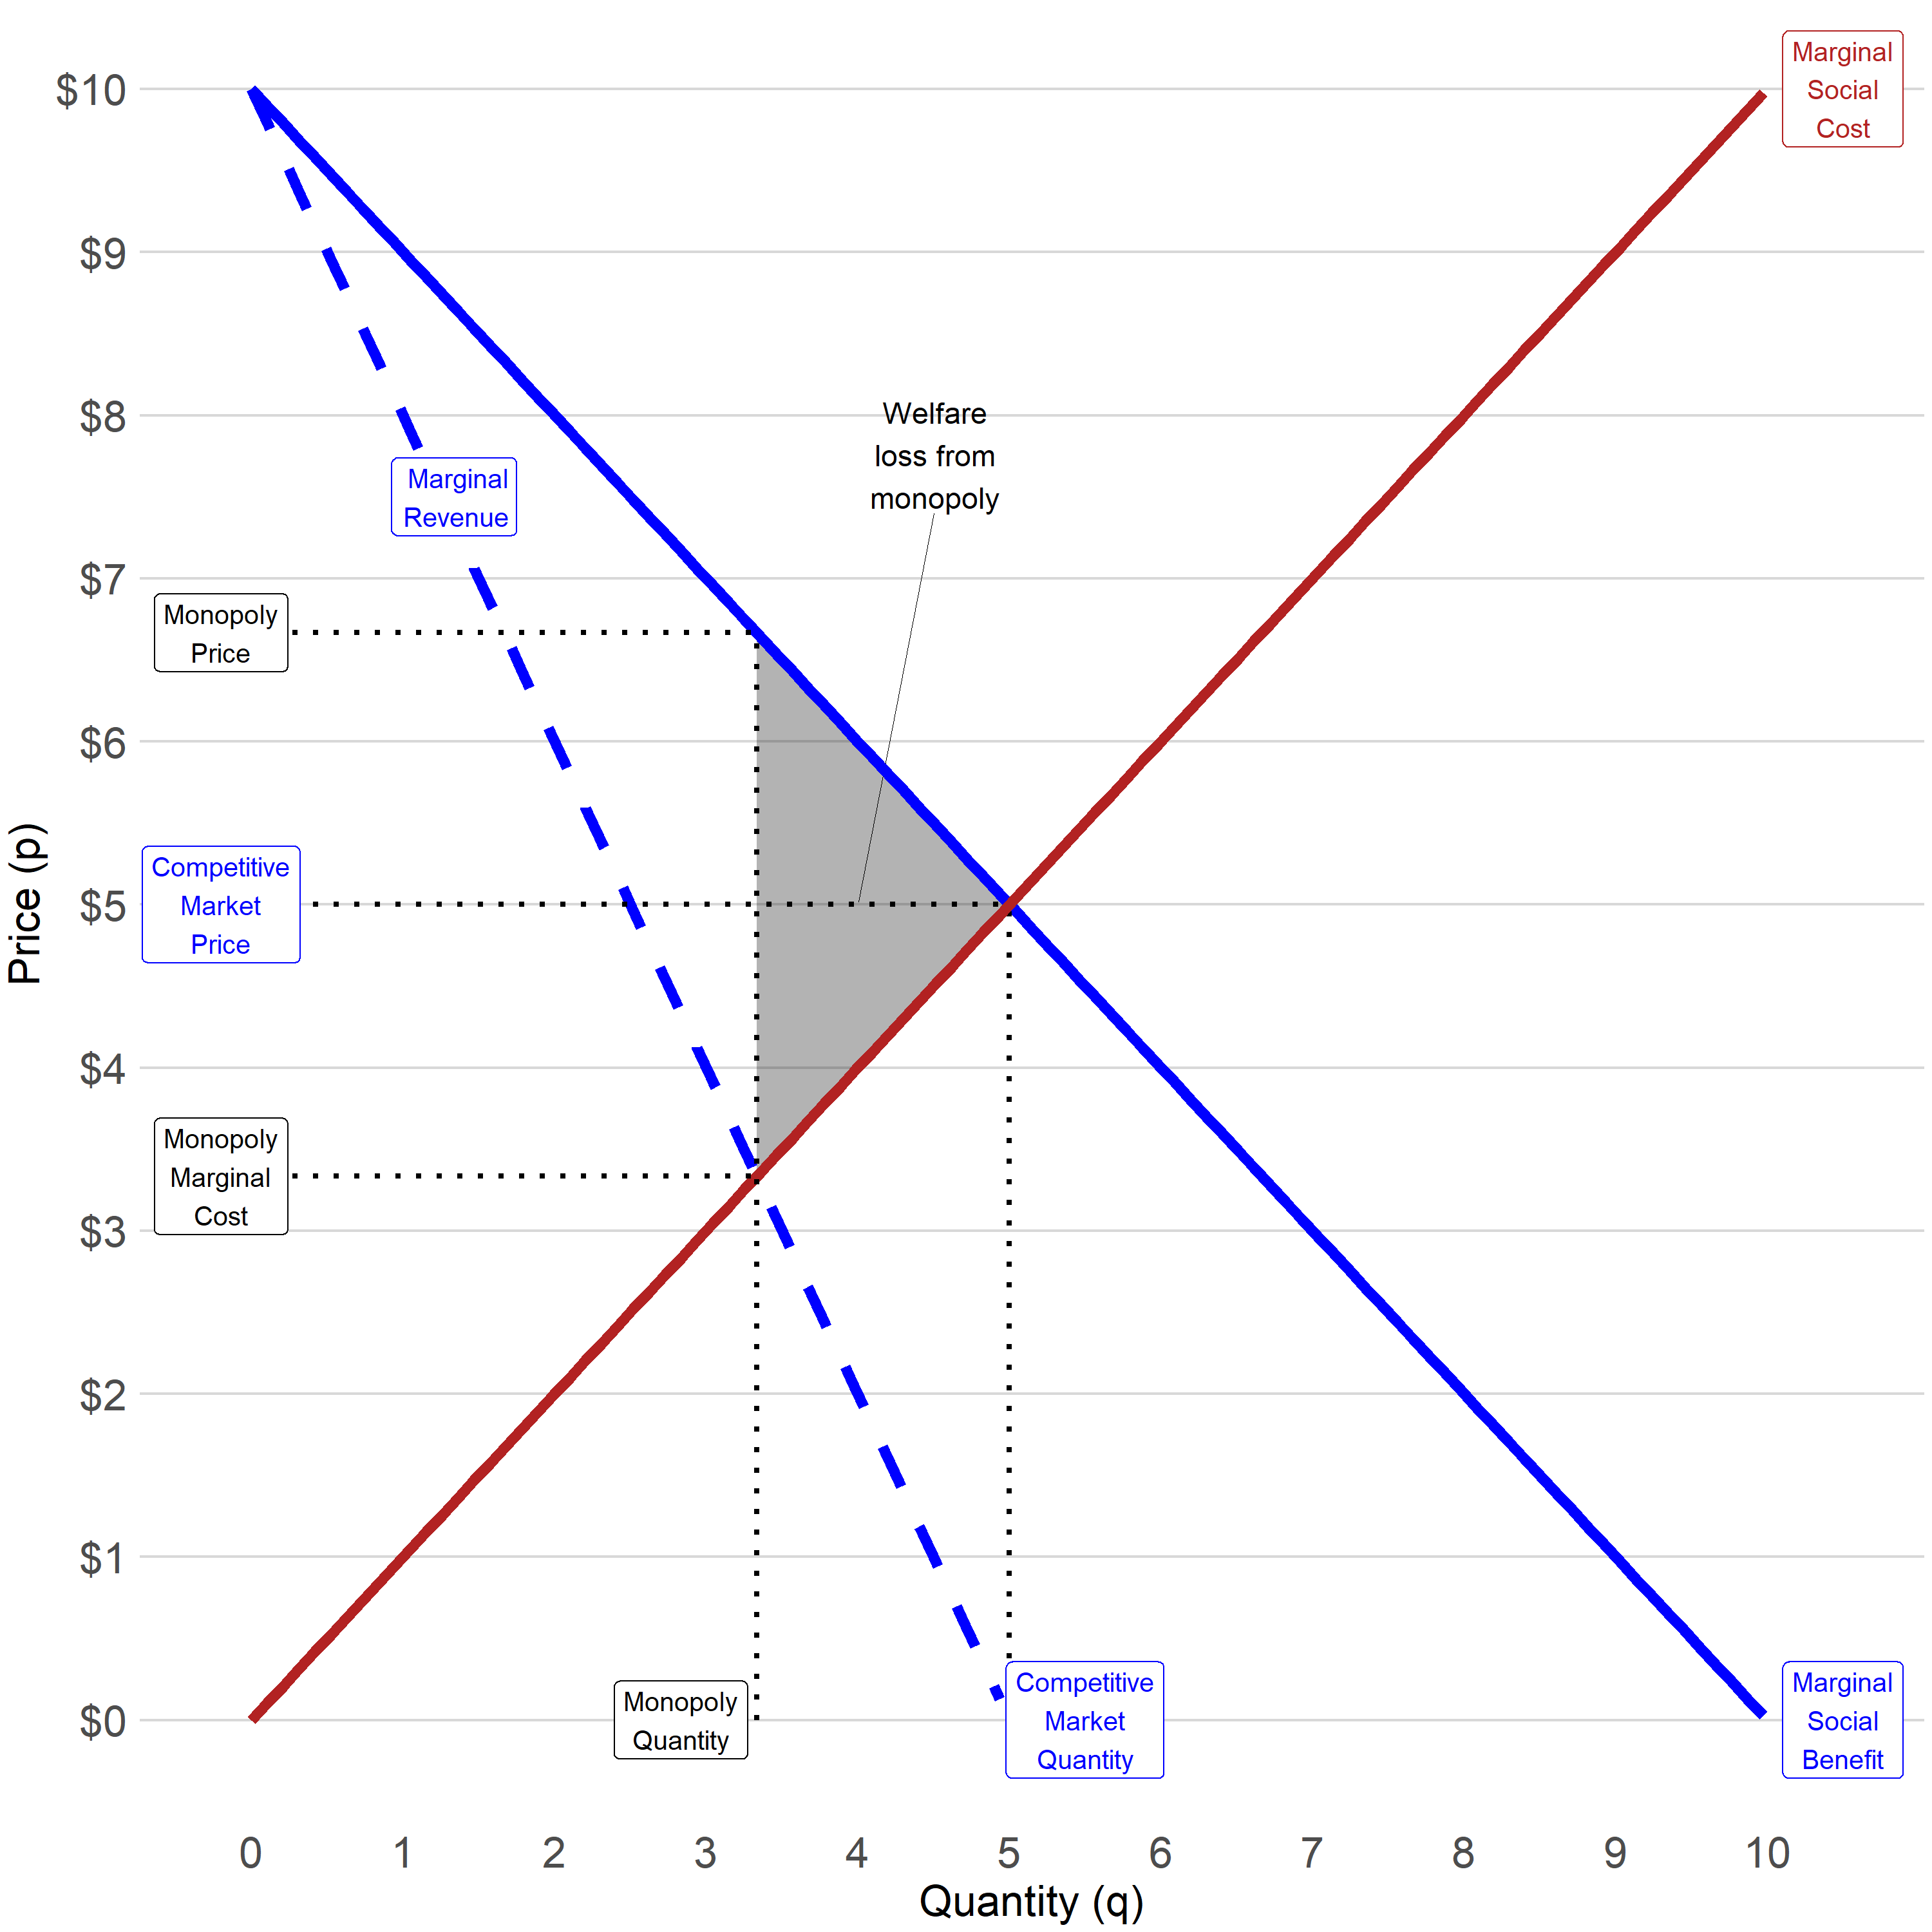 $10
$9
$8
$7
$6
$5
$4
$3
$2
$1
$0
Price (p)
Marginal
Social
Cost
Welfare
loss from
monopoly
Marginal
Revenue
Monopoly
Price
Competitive
Market
Price
Monopoly
Marginal
Cost
Monopoly
Quantity
Competitive
Market
Quantity
Marginal
Social
Benefit
0 1 2 3 4 5 6 7 8 9 10
Quantity (q)